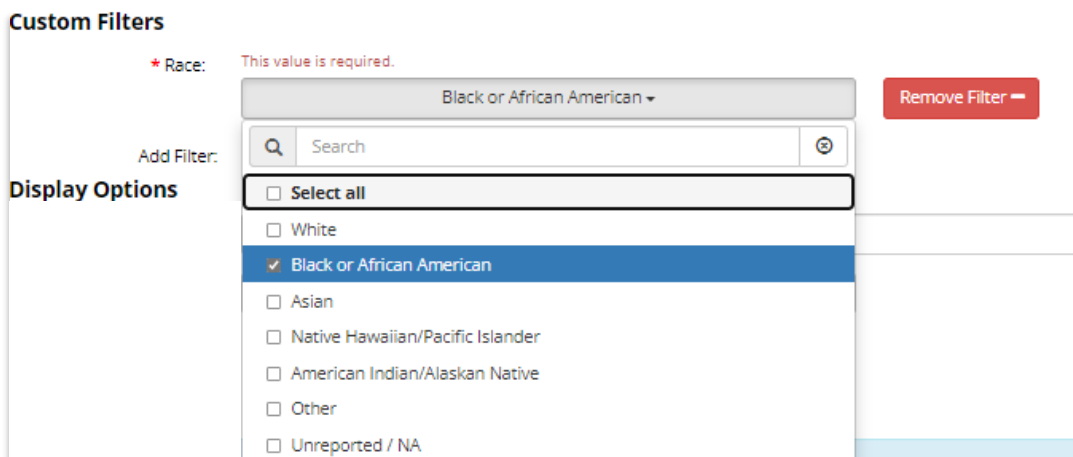 Custom Filters
* Race:
This value is required.
Black or African American
Remove Filter
Add Filter:
Search
Display Options
Select all
White
Black or African American
Asian
Native Hawaiian/Pacific Islander
American Indian/Alaskan Native
Other
Unreported / NA